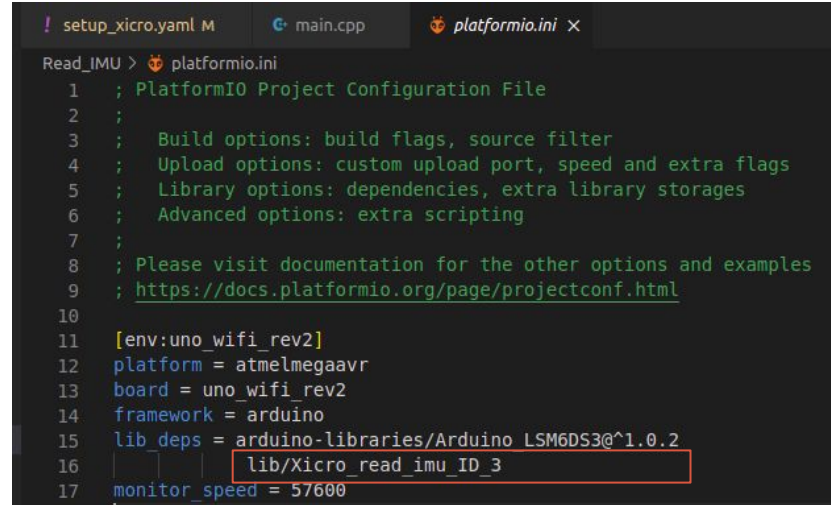 ! setup_xicro.yaml M main.cpp platformio.ini ×
Read_IMU > platformio.ini
1 ; PlatformIO Project Configuration File
2 ;
3 ;   Build options: build flags, source filter
4 ;   Upload options: custom upload port, speed and extra flags
5 ;   Library options: dependencies, extra library storages
6 ;   Advanced options: extra scripting
7 ;
8 ; Please visit documentation for the other options and examples
9 ; https://docs.platformio.org/page/projectconf.html
10
11 [env:uno_wifi_rev2]
12 platform = atmelmegaavr
13 board = uno_wifi_rev2
14 framework = arduino
15 lib_deps = arduino-libraries/Arduino_LSM6DS3@^1.0.2
16            lib/Xicro_read_imu_ID_3
17 monitor_speed = 57600